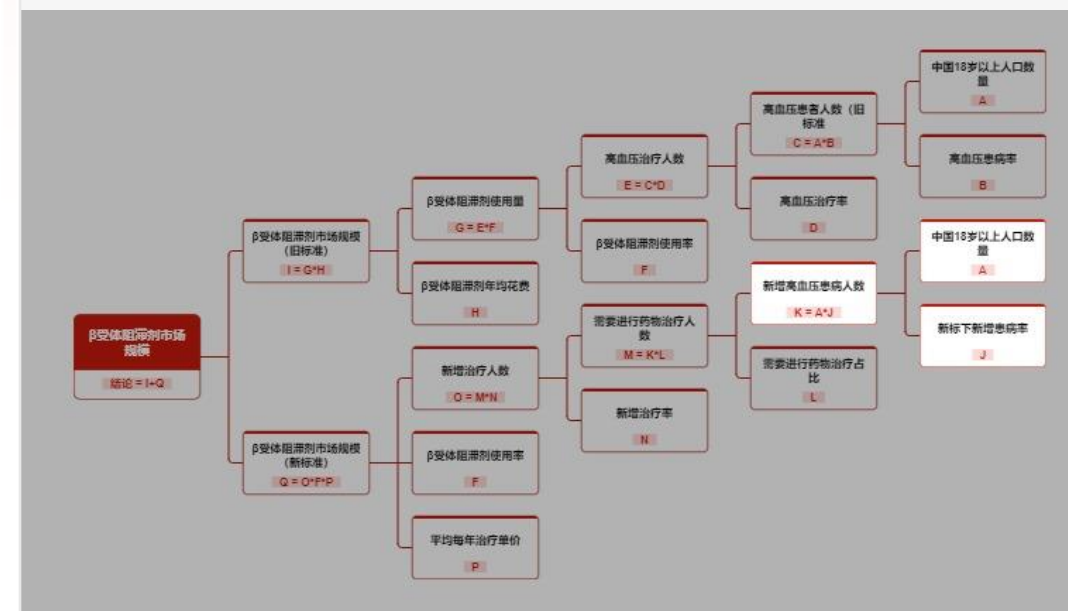 中国18岁以上人口数
量
A
高血压患者人数（旧
标准
C = A*B
高血压治疗人数
E = C*D
高血压患病率
B
β受体阻滞剂使用量
G = E*F
高血压治疗率
D
β受体阻滞剂市场规模
(旧标准)
I = G*H
β受体阻滞剂使用率
F
中国18岁以上人口数
量
A
β受体阻滞剂年均花费
H
新增高血压患病人数
K = A*J
需要进行药物治疗人
数
M = K*L
新标下新增患病率
J
β受体阻滞剂市场
规模
结论 = I+Q
新增治疗人数
O = M*N
需要进行药物治疗占
比
L
新增治疗率
N
β受体阻滞剂市场规模
(新标准)
Q = O*F*P
β受体阻滞剂使用率
F
平均每年治疗单价
P